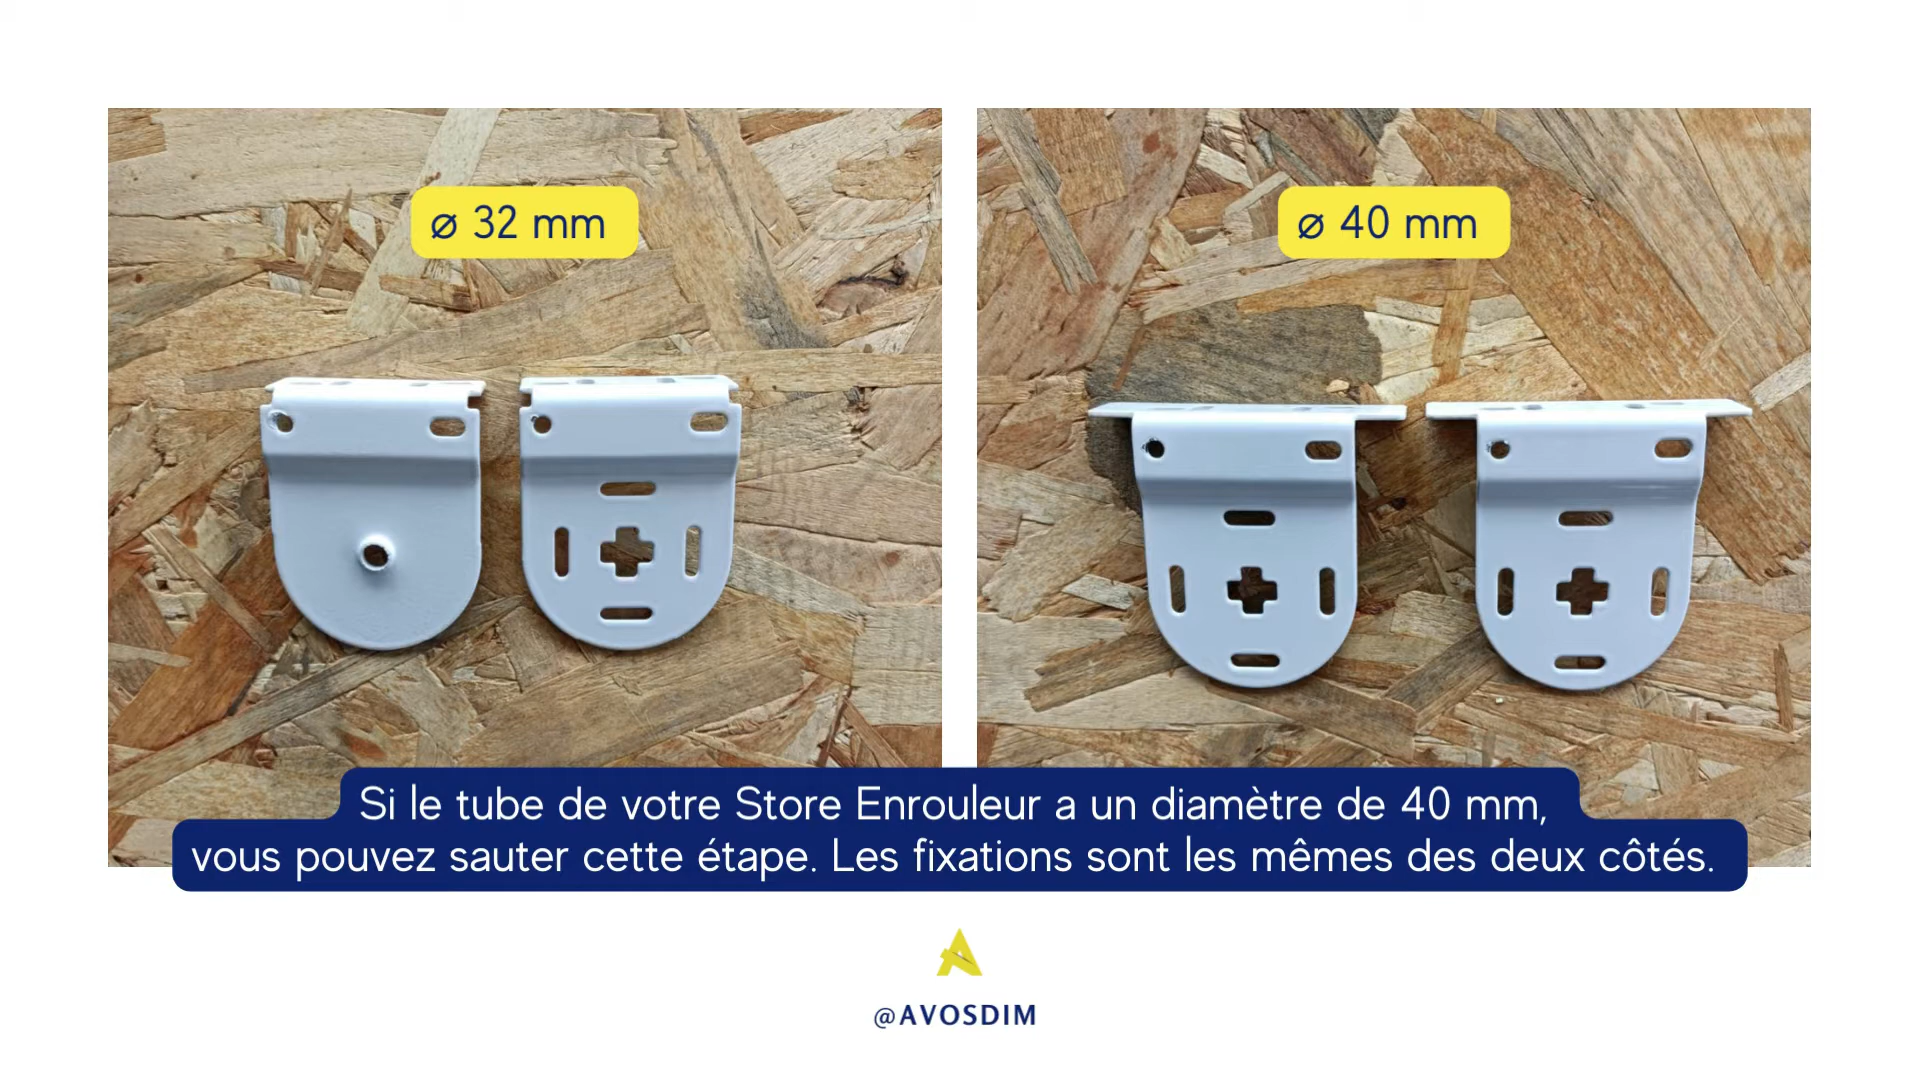 ⌀ 32 mm
⌀ 40 mm
Si le tube de votre Store Enrouleur a un diamètre de 40 mm,
vous pouvez sauter cette étape. Les fixations sont les mêmes des deux côtés.
@AVOSDIM